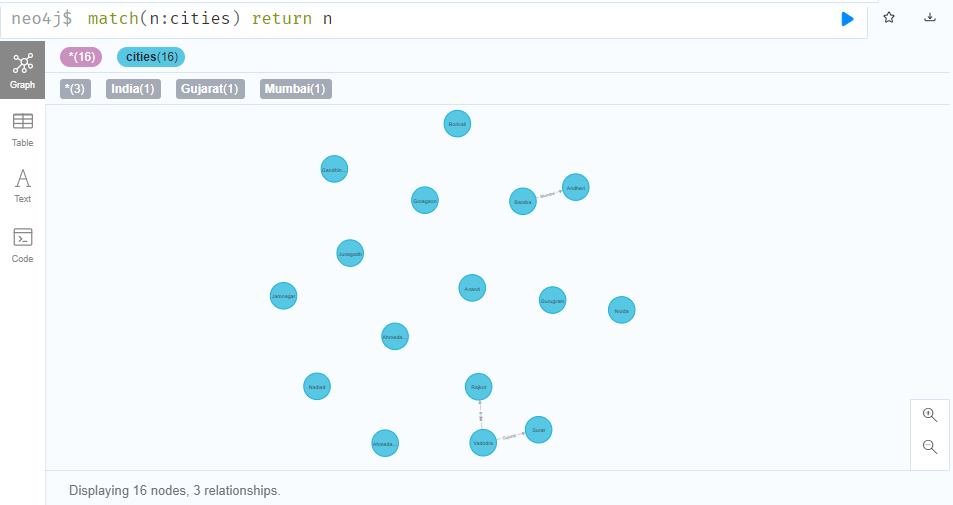 neo4j$ match(n:cities) return n
*(16) cities(16)
Graph
*(3) India(1) Gujarat(1) Mumbai(1)
Table
Text
Code
Borivali
Gandhin...
Andheri
Goregaon
Bandra
Mumbai
Junagadh
Jamnagar
Anand
Gurugram
Noida
Ahmeda...
Nadiad
Rajkot
Surat
Gujarat
Ahmeda...
Vadodra
Displaying 16 nodes, 3 relationships.